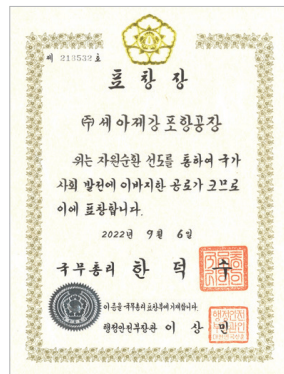 제 213532 호
표창장
㈜세아제강 포항공장
위는 자원순환 선도를 통하여 국가
사회 발전에 이바지한 공로가 크므로
이에 표창합니다.
2022년 9월 6일
국무총리 한덕수
이 증을 국무총리 표창부에 기재합니다.
행정안전부장관 이상민